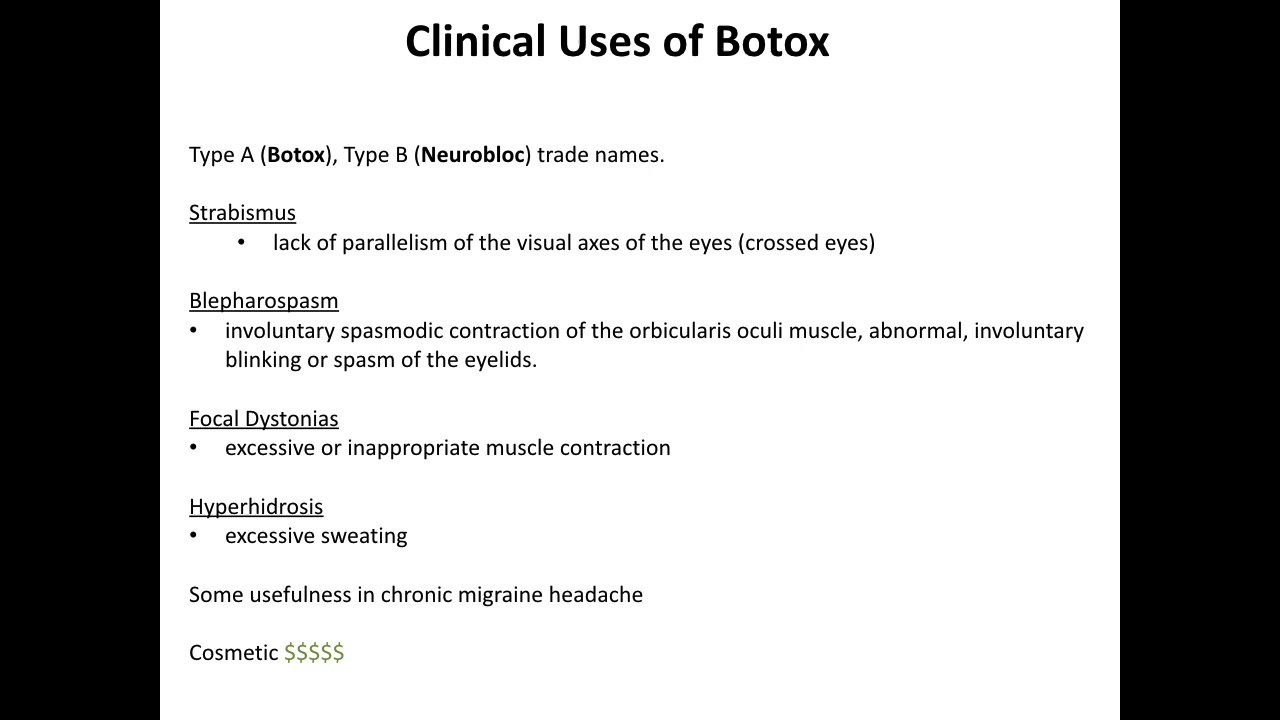 Clinical Uses of Botox
Type A (Botox), Type B (Neurobloc) trade names.
Strabismus
• lack of parallelism of the visual axes of the eyes (crossed eyes)
Blepharospasm
• involuntary spasmodic contraction of the orbicularis oculi muscle, abnormal, involuntary
blinking or spasm of the eyelids.
Focal Dystonias
• excessive or inappropriate muscle contraction
Hyperhidrosis
• excessive sweating
Some usefulness in chronic migraine headache
Cosmetic $$$$$